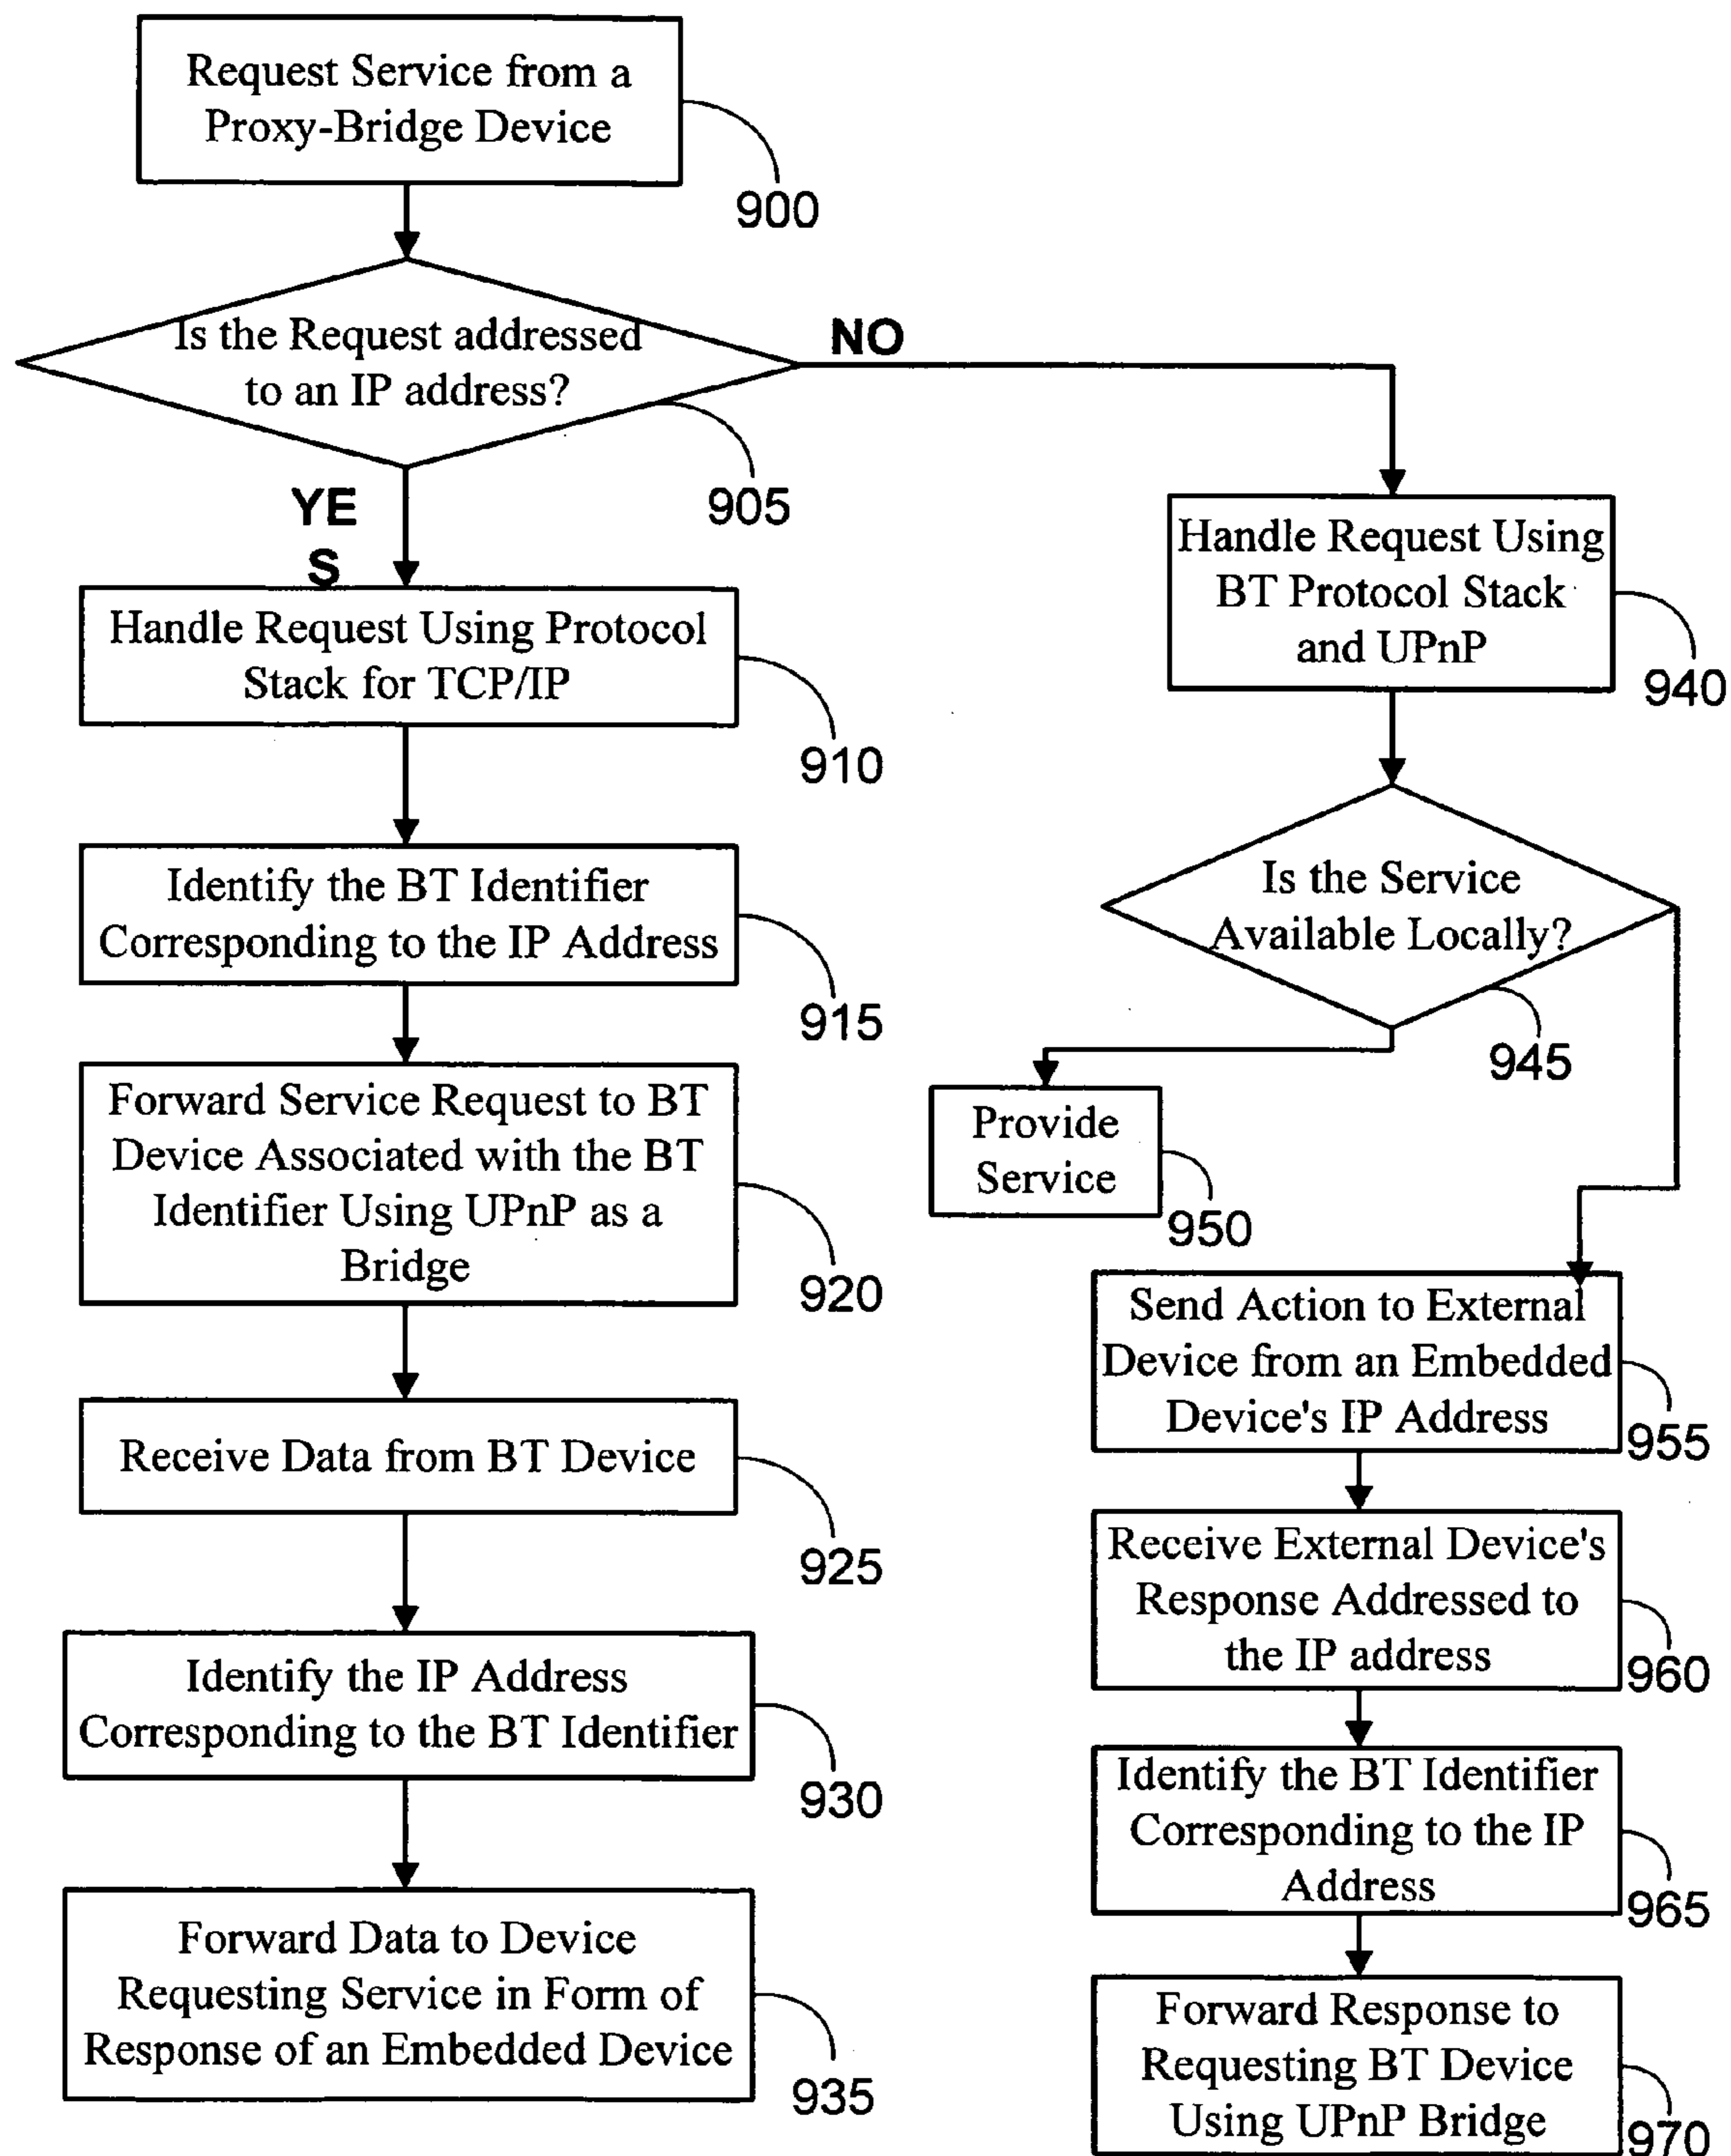 Request Service from a
Proxy-Bridge Device
900
Is the Request addressed
to an IP address?
NO
905
YE
S
Handle Request Using Protocol
Stack for TCP/IP
910
Identify the BT Identifier
Corresponding to the IP Address
915
Forward Service Request to BT
Device Associated with the BT
Identifier Using UPnP as a
Bridge
920
Receive Data from BT Device
925
Identify the IP Address
Corresponding to the BT Identifier
930
Forward Data to Device
Requesting Service in Form of
Response of an Embedded Device
935
Handle Request Using
BT Protocol Stack
and UPnP
940
Is the Service
Available Locally?
945
Provide
Service
950
Send Action to External
Device from an Embedded
Device's IP Address
955
Receive External Device's
Response Addressed to
the IP address
960
Identify the BT Identifier
Corresponding to the IP
Address
965
Forward Response to
Requesting BT Device
Using UPnP Bridge
970